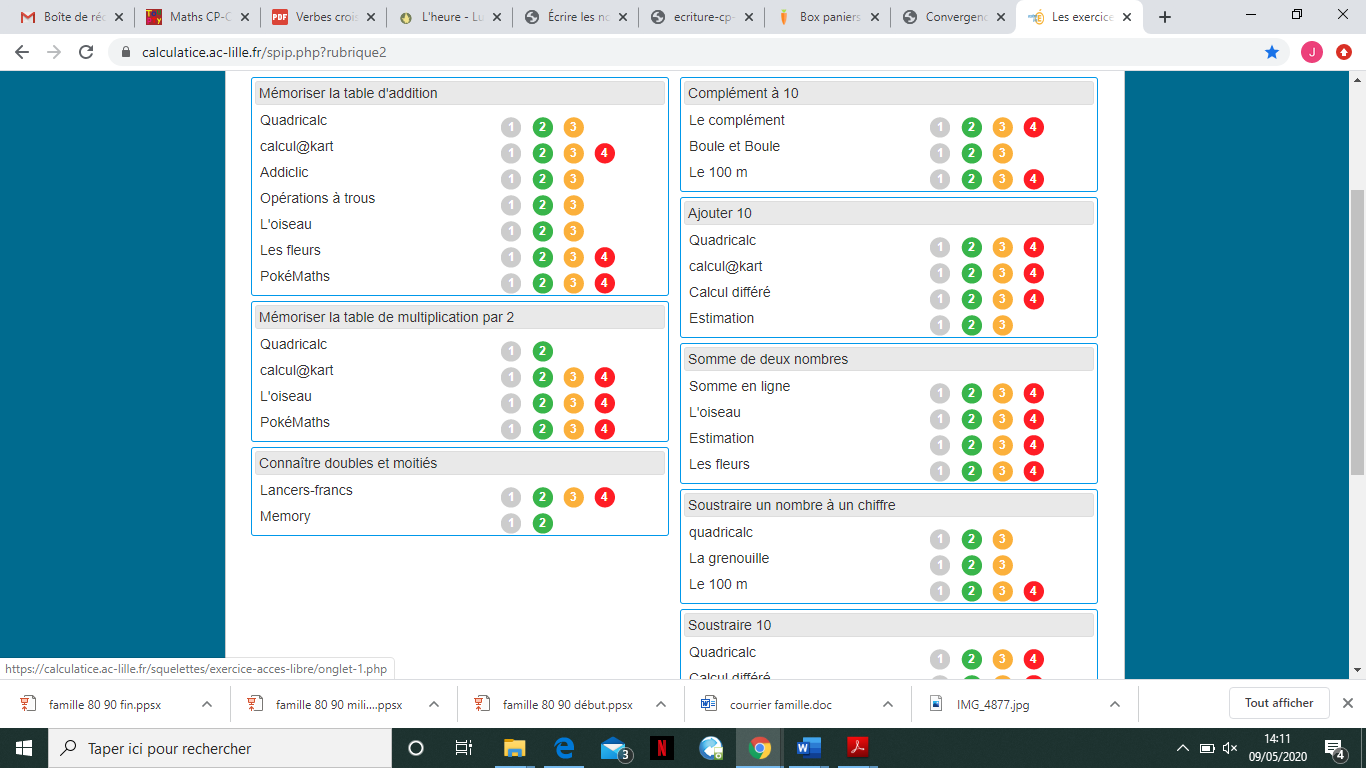 Boîte de réc
Maths CP-C
Verbes crois
L'heure - Lu
Écrire les no
ecriture-cp-
Box paniers
Convergenc
Les exercice
calculatice.ac-lille.fr/spip.php?rubrique2
J
Mémoriser la table d'addition
Quadricalc 1 2 3
calcul@kart 1 2 3 4
Addiclic 1 2 3
Opérations à trous 1 2 3
L'oiseau 1 2 3
Les fleurs 1 2 3 4
PokéMaths 1 2 3 4
Mémoriser la table de multiplication par 2
Quadricalc 1 2
calcul@kart 1 2 3 4
L'oiseau 1 2 3 4
PokéMaths 1 2 3 4
Connaître doubles et moitiés
Lancers-francs 1 2 3 4
Memory 1 2
Complément à 10
Le complément 1 2 3 4
Boule et Boule 1 2 3
Le 100 m 1 2 3 4
Ajouter 10
Quadricalc 1 2 3 4
calcul@kart 1 2 3 4
Calcul différé 1 2 3 4
Estimation 1 2 3
Somme de deux nombres
Somme en ligne 1 2 3 4
L'oiseau 1 2 3 4
Estimation 1 2 3 4
Les fleurs 1 2 3 4
Soustraire un nombre à un chiffre
quadricalc 1 2 3
La grenouille 1 2 3
Le 100 m 1 2 3 4
Soustraire 10
Quadricalc 1 2 3 4
Calcul différé
https://calculatice.ac-lille.fr/squelettes/exercice-acces-libre/onglet-1.php
famille 80 90 fin.ppsx
famille 80 90 mili....ppsx
famille 80 90 début.ppsx
courrier famille.doc
IMG_4877.jpg
Tout afficher
Taper ici pour rechercher
3
N
14:11
09/05/2020
4